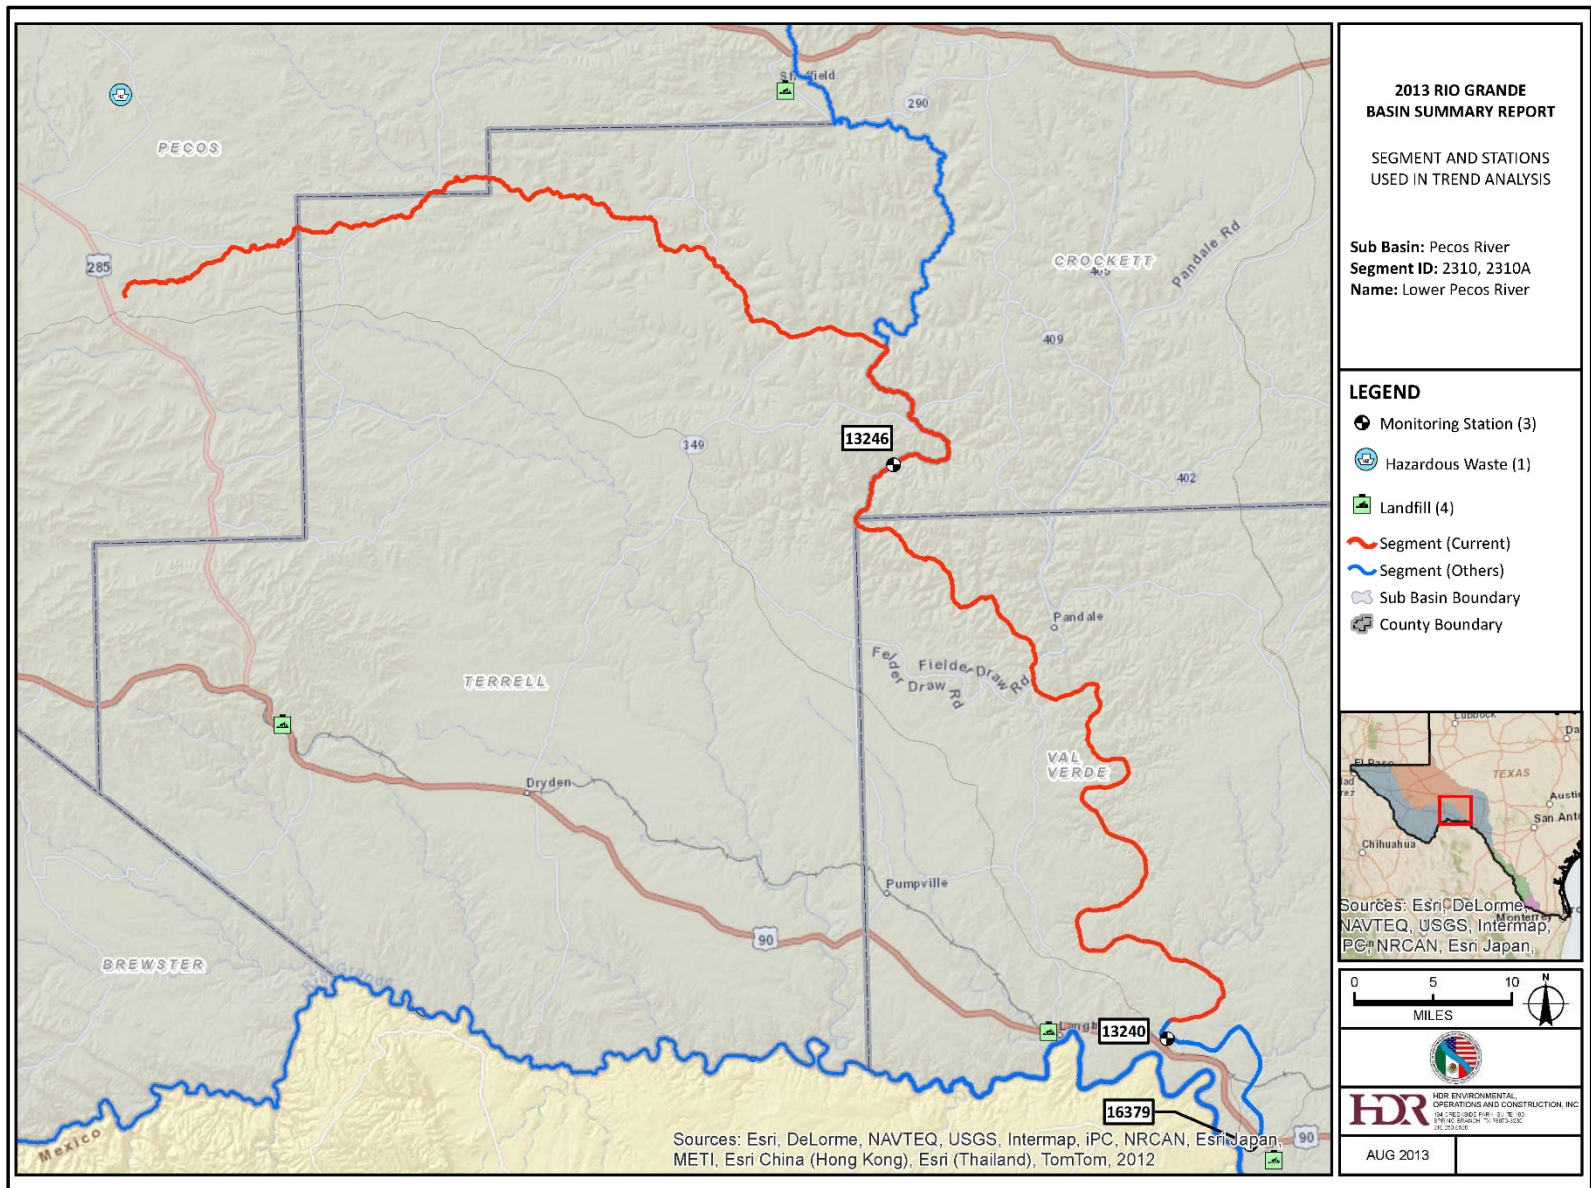 Sheffield
290
PECOS
285
CROCKETT
Pandale Rd
409
13246
349
402
Pandale
Felder
Draw Rd
Fielder Draw Rd
TERRELL
VAL
VERDE
Dryden
Pumpville
90
BREWSTER
13240
16379
90
Mexico
Sources: Esri, DeLorme, NAVTEQ, USGS, Intermap, iPC, NRCAN, Esri Japan,
METI, Esri China (Hong Kong), Esri (Thailand), TomTom, 2012
2013 RIO GRANDE
BASIN SUMMARY REPORT
SEGMENT AND STATIONS
USED IN TREND ANALYSIS
Sub Basin: Pecos River
Segment ID: 2310, 2310A
Name: Lower Pecos River
LEGEND
Monitoring Station (3)
Hazardous Waste (1)
Landfill (4)
Segment (Current)
Segment (Others)
Sub Basin Boundary
County Boundary
Lubbock
El Paso
TEXAS
Austin
San Anto
Chihuahua
Monterrey
Sources: Esri, DeLorme,
NAVTEQ, USGS, Intermap,
PC, NRCAN, Esri Japan,
0 5 10
MILES
N
HDR
HDR ENVIRONMENTAL,
OPERATIONS AND CONSTRUCTION, INC
AUG 2013